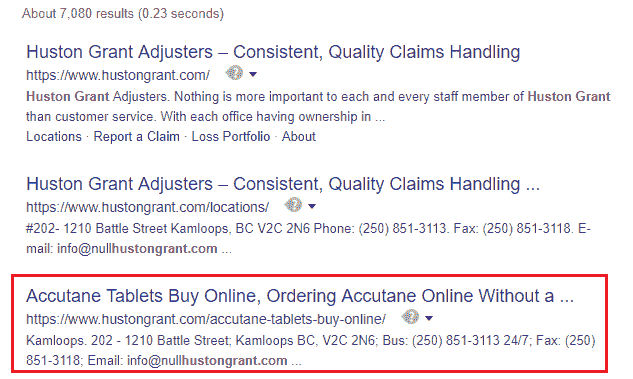 About 7,080 results (0.23 seconds)
Huston Grant Adjusters – Consistent, Quality Claims Handling
https://www.hustongrant.com/
Huston Grant Adjusters. Nothing is more important to each and every staff member of Huston Grant
than customer service. With each office having ownership in ...
Locations · Report a Claim · Loss Portfolio · About
Huston Grant Adjusters – Consistent, Quality Claims Handling ...
https://www.hustongrant.com/locations/
#202- 1210 Battle Street Kamloops, BC V2C 2N6 Phone: (250) 851-3113. Fax: (250) 851-3118. E-
mail: info@nullhustongrant.com ...
Accutane Tablets Buy Online, Ordering Accutane Online Without a ...
https://www.hustongrant.com/accutane-tablets-buy-online/
Kamloops. 202 - 1210 Battle Street; Kamloops BC, V2C 2N6; Bus: (250) 851-3113 24/7; Fax: (250)
851-3118; Email: info@nullhustongrant.com ...